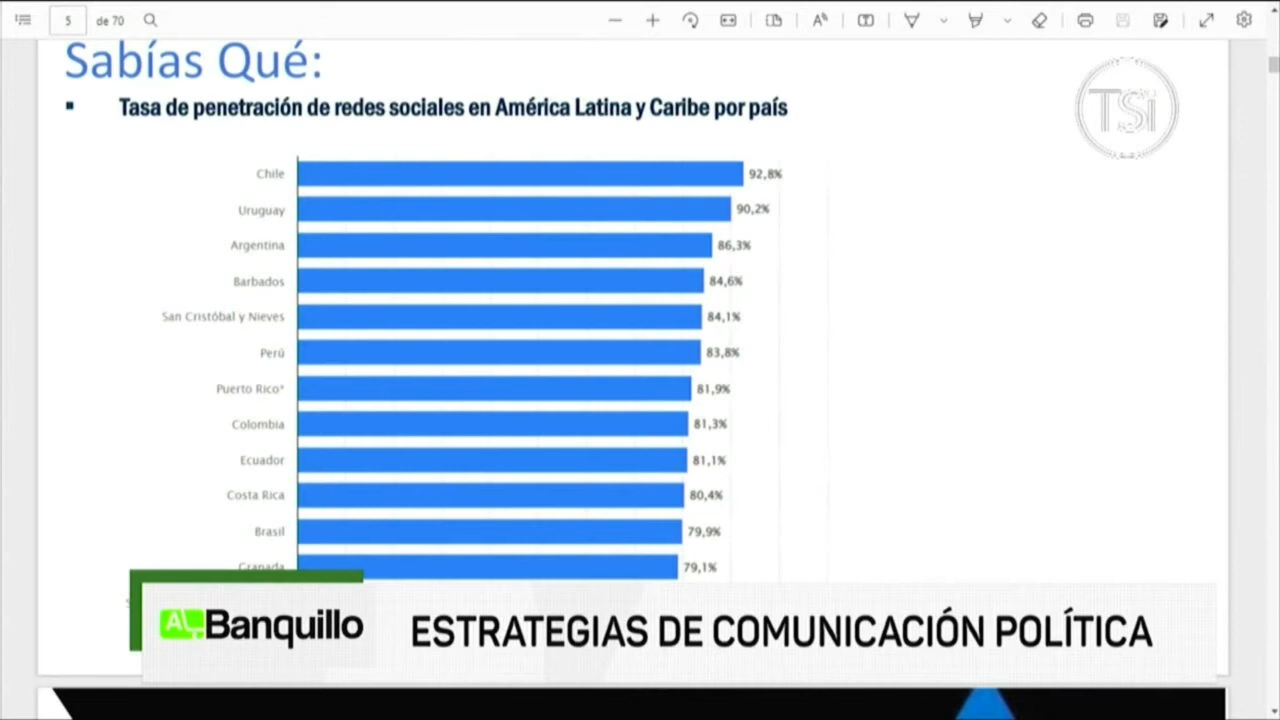 5 de 70
Sabías Qué:
Tasa de penetración de redes sociales en América Latina y Caribe por país
TSi
Chile 92,8%
Uruguay 90,2%
Argentina 86,3%
Barbados 84,6%
San Cristóbal y Nieves 84,1%
Perú 83,8%
Puerto Rico* 81,9%
Colombia 81,3%
Ecuador 81,1%
Costa Rica 80,4%
Brasil 79,9%
Granada 79,1%
AL Banquillo
ESTRATEGIAS DE COMUNICACIÓN POLÍTICA